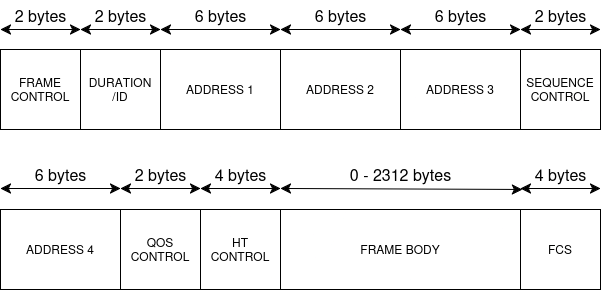 2 bytes 2 bytes 6 bytes 6 bytes 6 bytes 2 bytes
FRAME CONTROL
DURATION /ID
ADDRESS 1
ADDRESS 2
ADDRESS 3
SEQUENCE CONTROL
6 bytes 2 bytes 4 bytes 0 - 2312 bytes 4 bytes
ADDRESS 4
QOS CONTROL
HT CONTROL
FRAME BODY
FCS